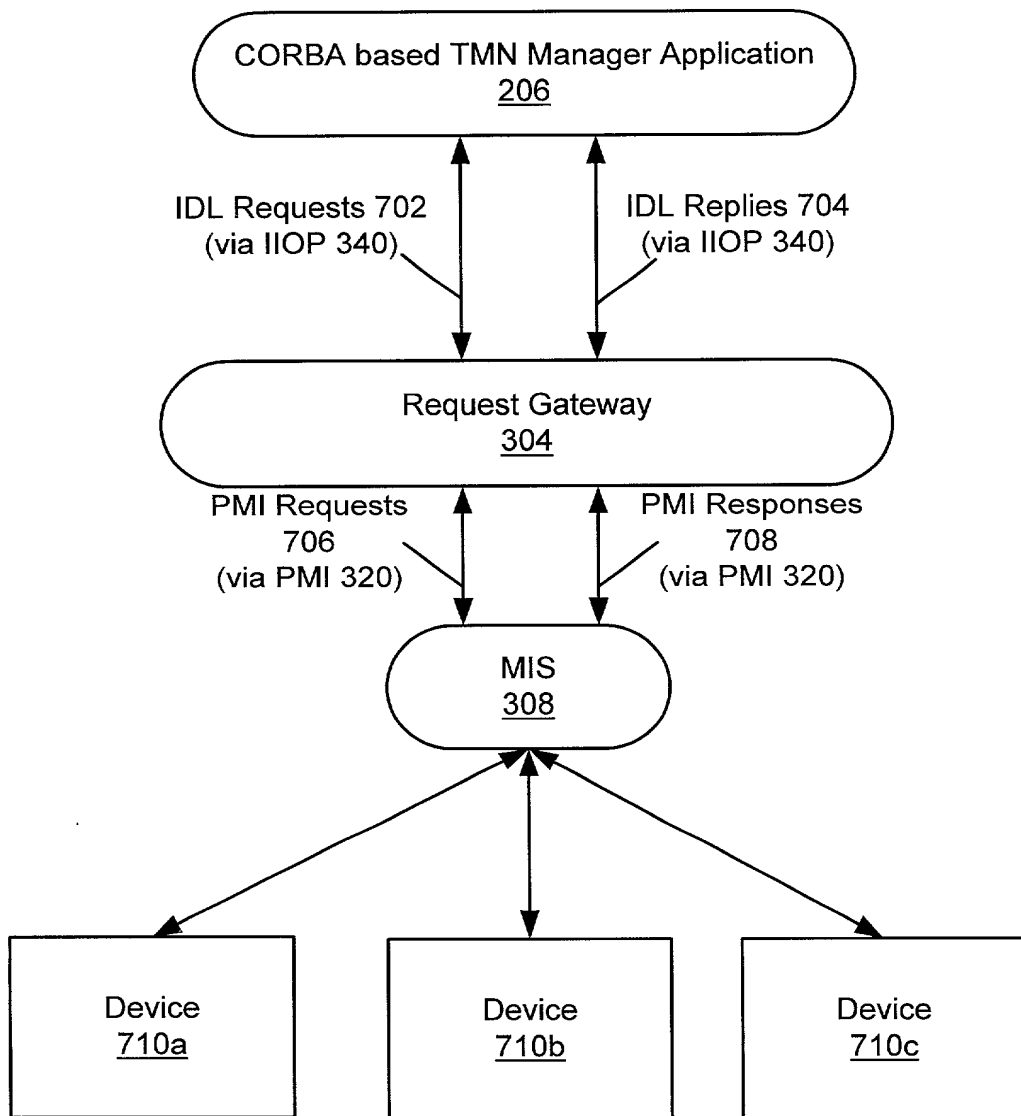 CORBA based TMN Manager Application
206
IDL Requests 702
(via IIOP 340)
IDL Replies 704
(via IIOP 340)
Request Gateway
304
PMI Requests
706
(via PMI 320)
PMI Responses
708
(via PMI 320)
MIS
308
Device
710a
Device
710b
Device
710c